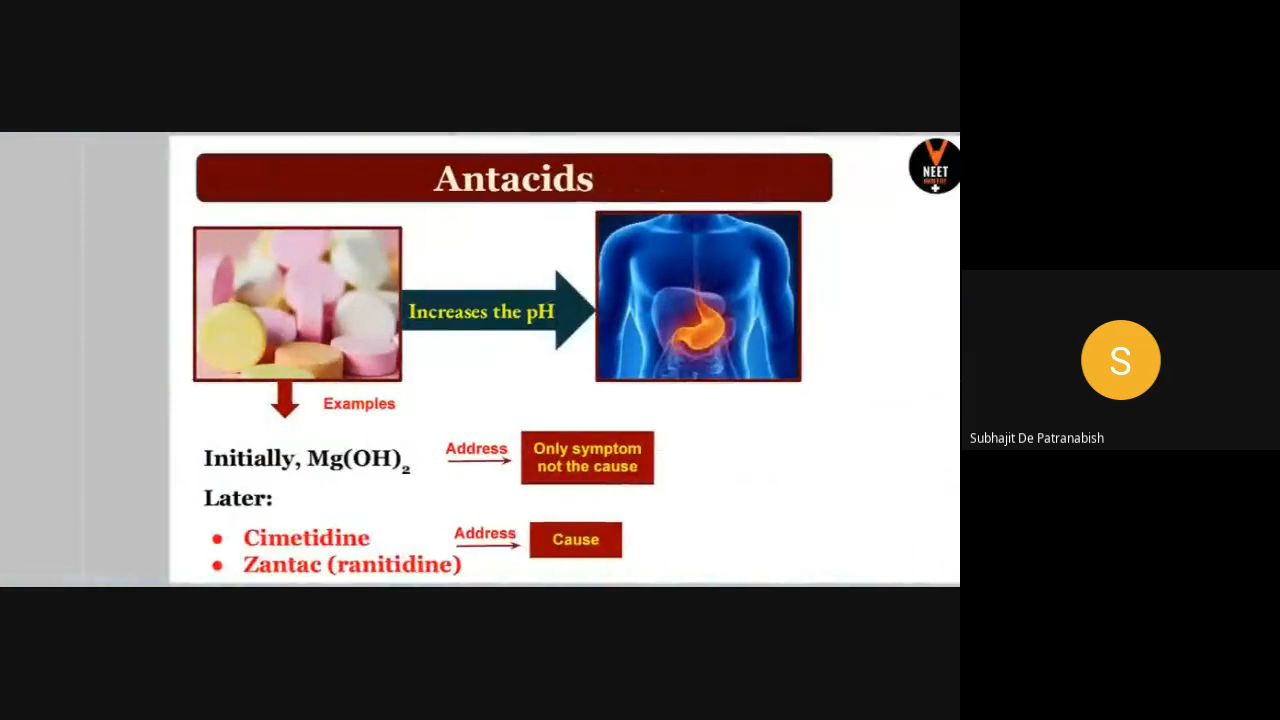 Antacids
NEET
Increases the pH
Examples
Initially, Mg(OH)₂
Address
Only symptom
not the cause
Later:
• Cimetidine
Address
Cause
• Zantac (ranitidine)
S
Subhajit De Patranabish